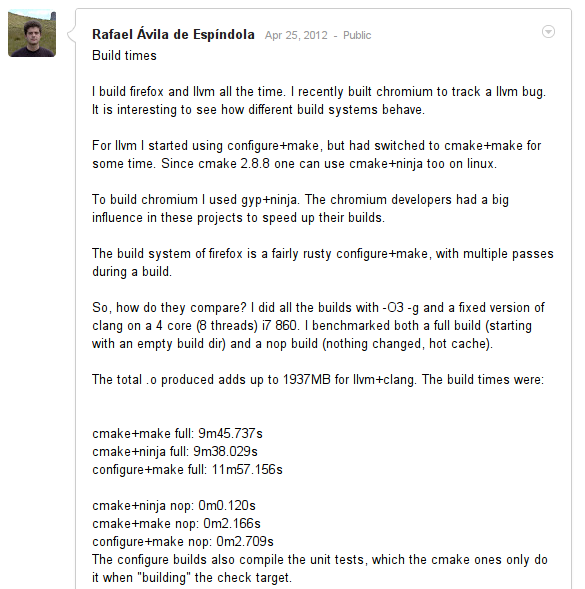 Rafael Ávila de Espíndola Apr 25, 2012 - Public
Build times
I build firefox and llvm all the time. I recently built chromium to track a llvm bug.
It is interesting to see how different build systems behave.
For llvm I started using configure+make, but had switched to cmake+make for
some time. Since cmake 2.8.8 one can use cmake+ninja too on linux.
To build chromium I used gyp+ninja. The chromium developers had a big
influence in these projects to speed up their builds.
The build system of firefox is a fairly rusty configure+make, with multiple passes
during a build.
So, how do they compare? I did all the builds with -O3 -g and a fixed version of
clang on a 4 core (8 threads) i7 860. I benchmarked both a full build (starting
with an empty build dir) and a nop build (nothing changed, hot cache).
The total .o produced adds up to 1937MB for llvm+clang. The build times were:
cmake+make full: 9m45.737s
cmake+ninja full: 9m38.029s
configure+make full: 11m57.156s
cmake+ninja nop: 0m0.120s
cmake+make nop: 0m2.166s
configure+make nop: 0m2.709s
The configure builds also compile the unit tests, which the cmake ones only do
it when "building" the check target.